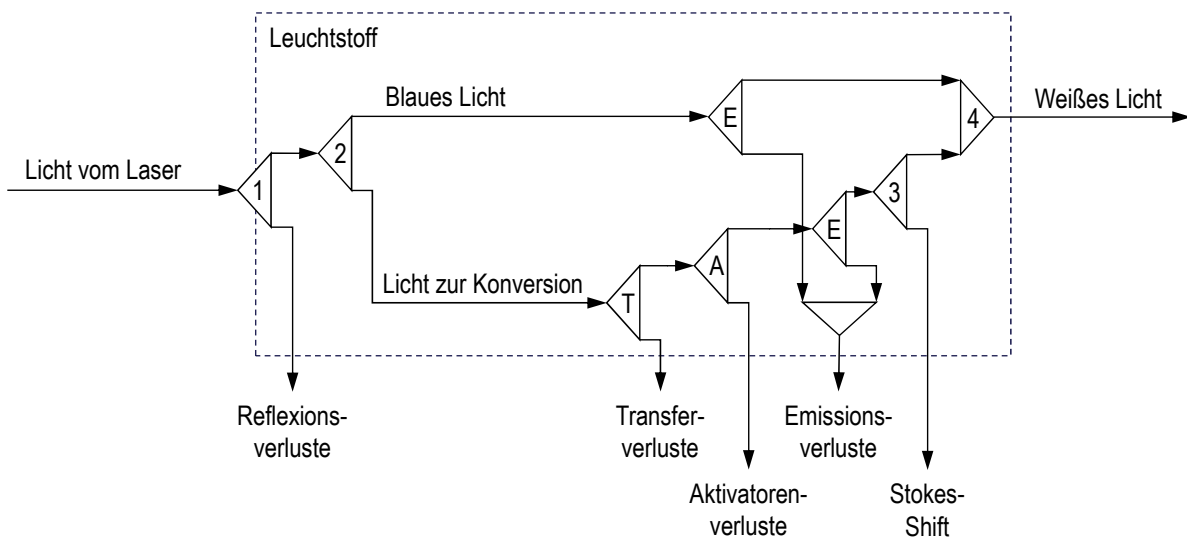 Leuchtstoff
Blaues Licht
E
4
Weißes Licht
2
Licht vom Laser
1
3
E
A
Licht zur Konversion
T
Reflexions-
verluste
Transfer-
verluste
Emissions-
verluste
Aktivatoren-
verluste
Stokes-
Shift